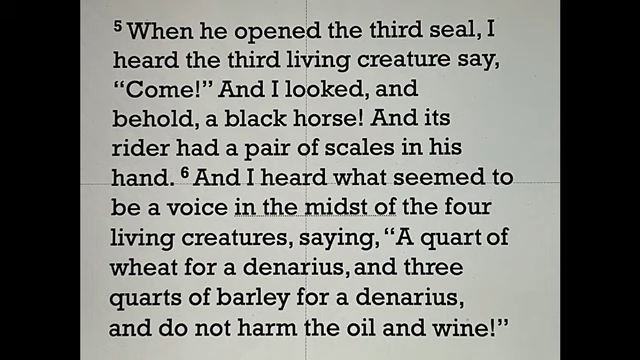 5 When he opened the third seal, I
heard the third living creature say,
“Come!” And I looked, and
behold, a black horse! And its
rider had a pair of scales in his
hand. 6 And I heard what seemed to
be a voice in the midst of the four
living creatures, saying, “A quart of
wheat for a denarius, and three
quarts of barley for a denarius,
and do not harm the oil and wine!”